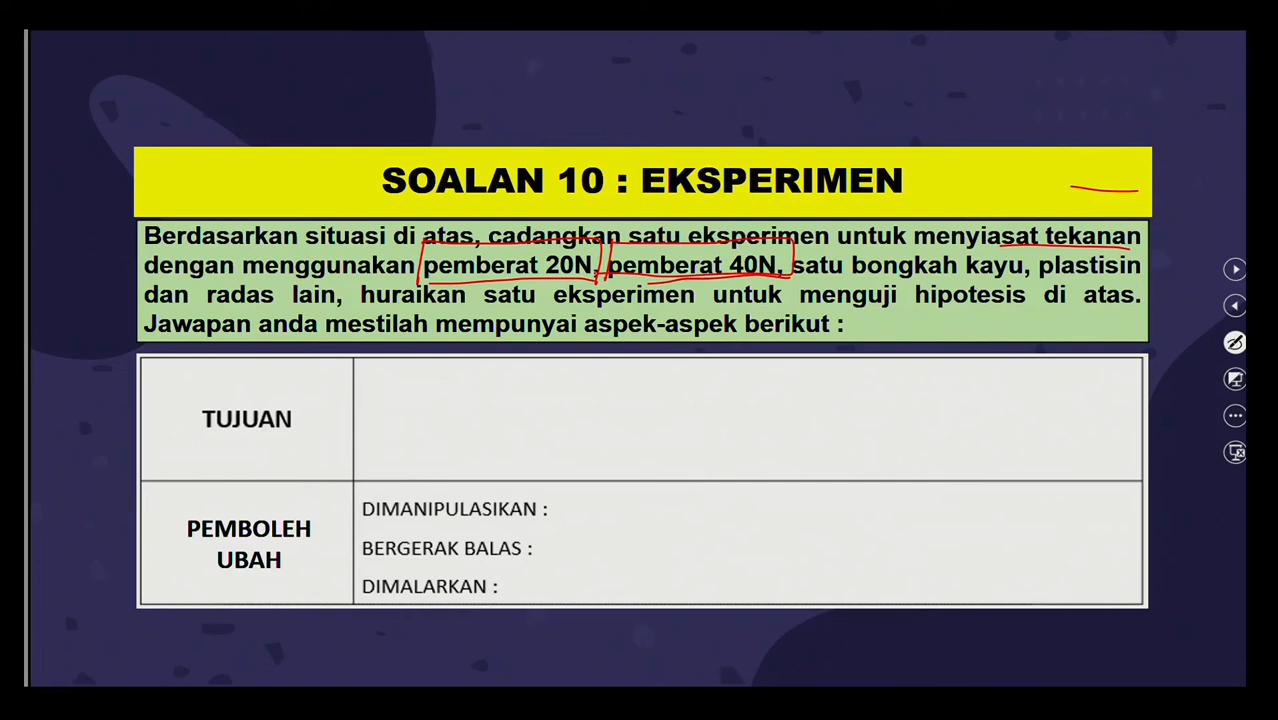 SOALAN 10 : EKSPERIMEN
Berdasarkan situasi di atas, cadangkan satu eksperimen untuk menyiasat tekanan
dengan menggunakan pemberat 20N, pemberat 40N, satu bongkah kayu, plastisin
dan radas lain, huraikan satu eksperimen untuk menguji hipotesis di atas.
Jawapan anda mestilah mempunyai aspek-aspek berikut :
TUJUAN
PEMBOLEH
UBAH
DIMANIPULASIKAN :
BERGERAK BALAS :
DIMALARKAN :